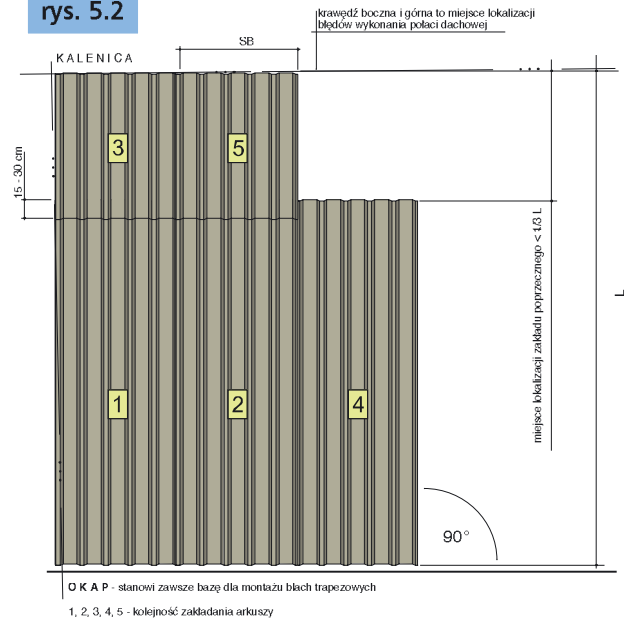 rys. 5.2
krawędź boczna i górna to miejsce lokalizacji
błędów wykonania połaci dachowej
SB
KALENICA
3
5
15 - 30 cm
miejsce lokalizacji zakładu poprzecznego < 1/3 L
L
1
2
4
90°
OKAP - stanowi zawsze bazę dla montażu blach trapezowych
1, 2, 3, 4, 5 - kolejność zakładania arkuszy